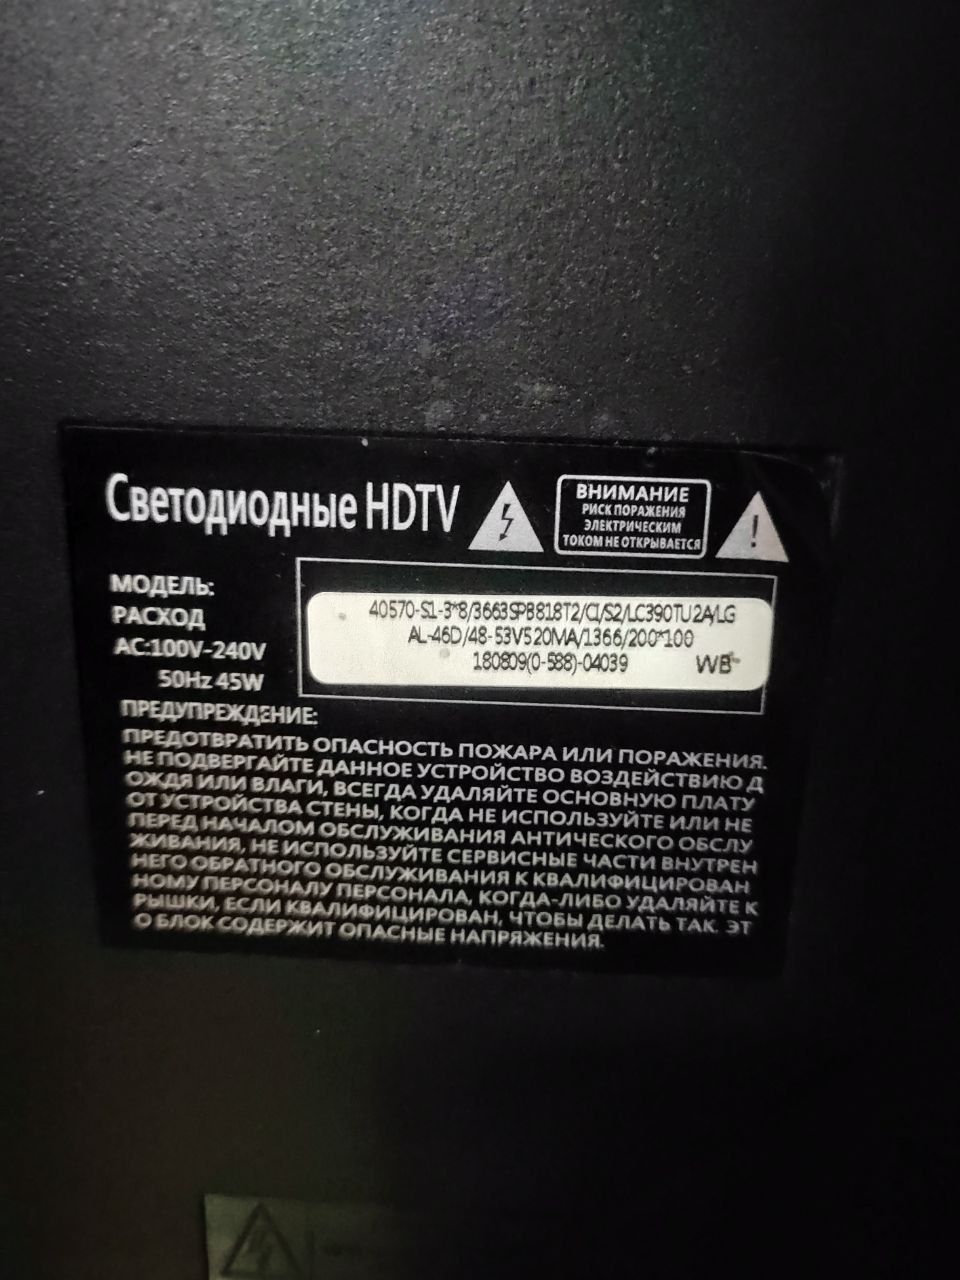 Светодиодные HDTV
ВНИМАНИЕ
РИСК ПОРАЖЕНИЯ
ЭЛЕКТРИЧЕСКИМ
ТОКОМ НЕ ОТКРЫВАЕТСЯ
МОДЕЛЬ:
РАСХОД
AC:100V-240V
50Hz 45W
40570-S1-3*8/3663SPB818T2/CI/S2/LC390TU2A/LG
AL-46D/48-53V520MA/1366/200*100
180809(0-588)-04039 WB
ПРЕДУПРЕЖДЕНИЕ:
ПРЕДОТВРАТИТЬ ОПАСНОСТЬ ПОЖАРА ИЛИ ПОРАЖЕНИЯ.
НЕ ПОДВЕРГАЙТЕ ДАННОЕ УСТРОЙСТВО ВОЗДЕЙСТВИЮ Д
ОЖДЯ ИЛИ ВЛАГИ, ВСЕГДА УДАЛЯЙТЕ ОСНОВНУЮ ПЛАТУ
ОТ УСТРОЙСТВА СТЕНЫ, КОГДА НЕ ИСПОЛЬЗУЙТЕ ИЛИ НЕ
ПЕРЕД НАЧАЛОМ ОБСЛУЖИВАНИЯ АНТИЧЕСКОГО ОБСЛУ
ЖИВАНИЯ, НЕ ИСПОЛЬЗУЙТЕ СЕРВИСНЫЕ ЧАСТИ ВНУТРЕН
НЕГО ОБРАТНОГО ОБСЛУЖИВАНИЯ К КВАЛИФИЦИРОВАН
НОМУ ПЕРСОНАЛУ ПЕРСОНАЛА, КОГДА-ЛИБО УДАЛЯЙТЕ К
РЫШКИ, ЕСЛИ КВАЛИФИЦИРОВАН, ЧТОБЫ ДЕЛАТЬ ТАК. ЭТ
О БЛОК СОДЕРЖИТ ОПАСНЫЕ НАПРЯЖЕНИЯ.